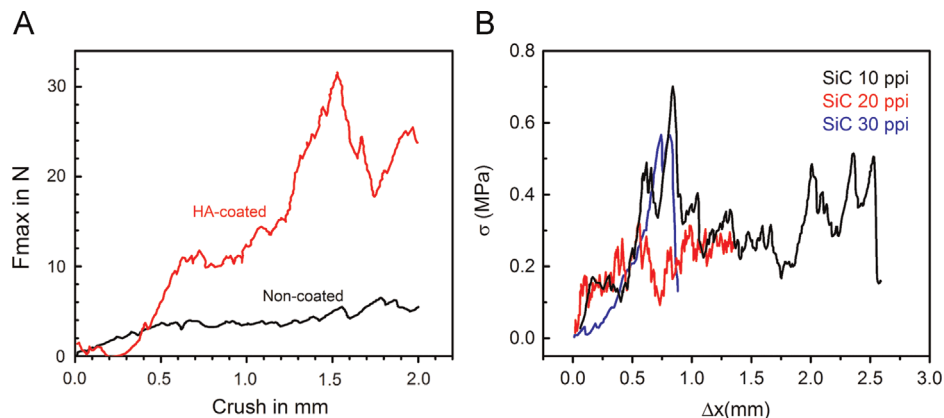 A
Fmax in N
30
20
10
0
HA-coated
Non-coated
0.0
0.5
1.0
1.5
2.0
Crush in mm
B
σ (MPa)
0.8
0.6
0.4
0.2
0.0
SiC 10 ppi
SiC 20 ppi
SiC 30 ppi
0.0
0.5
1.0
1.5
2.0
2.5
3.0
Δx(mm)